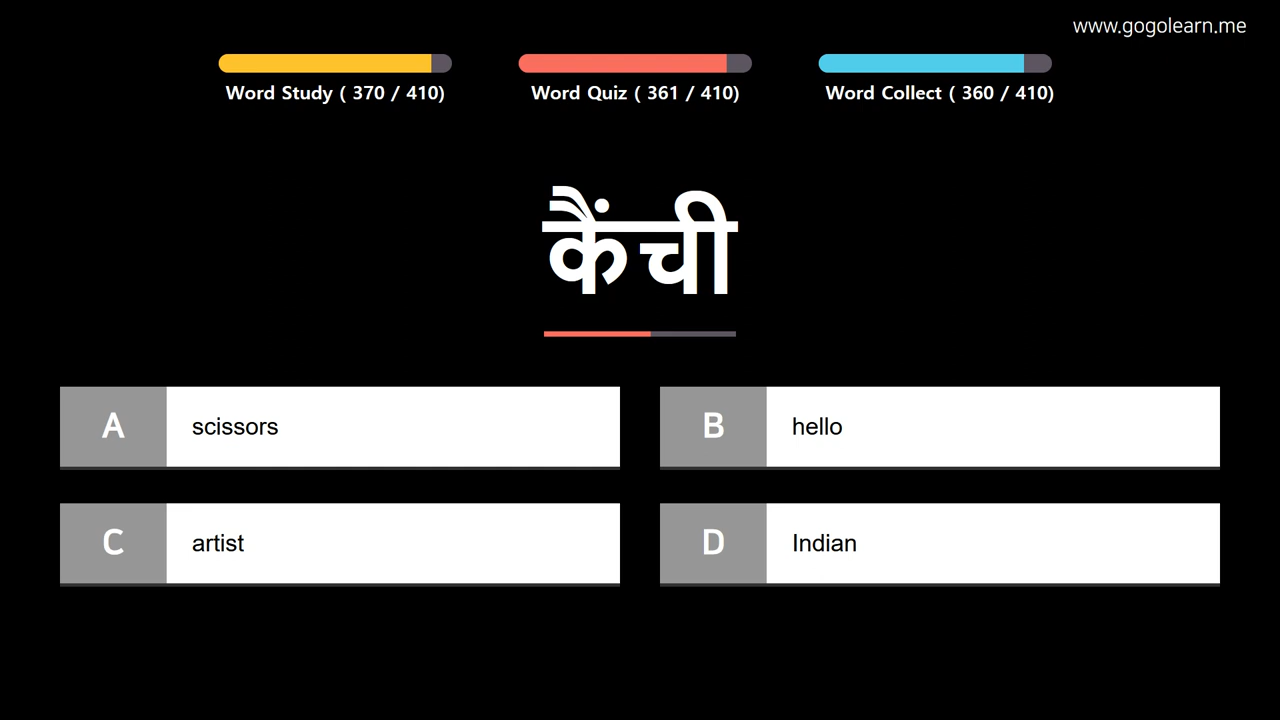 www.gogolearn.me
Word Study ( 370 / 410)
Word Quiz ( 361 / 410)
Word Collect ( 360 / 410)
कैंची
A scissors
B hello
C artist
D Indian